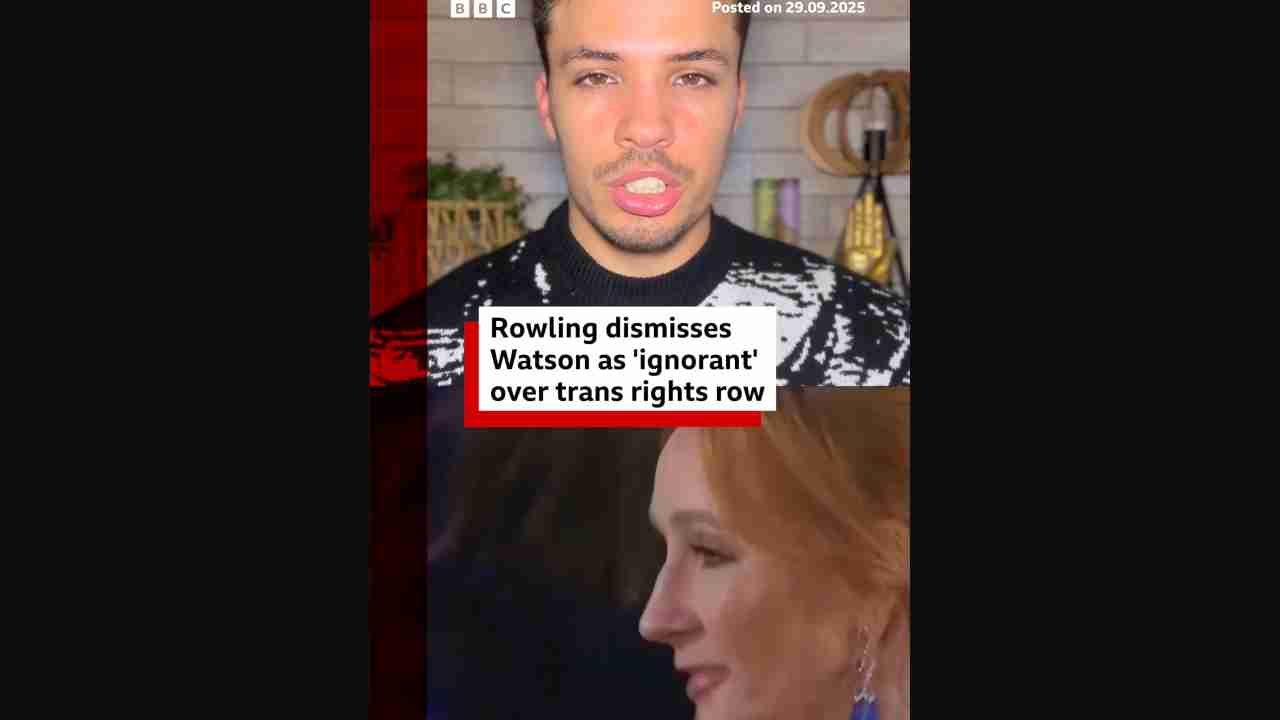 BBC
Posted on 29.09.2025
Rowling dismisses
Watson as 'ignorant'
over trans rights row